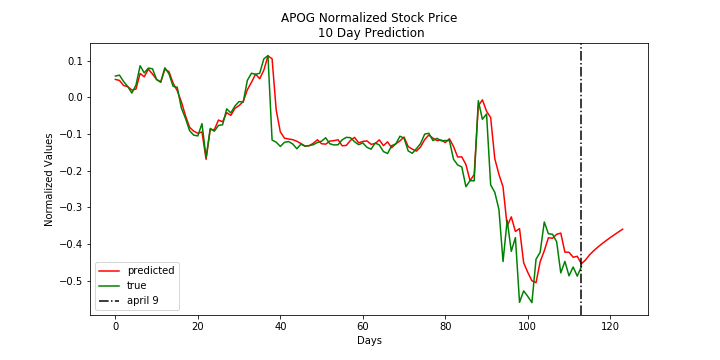 APOG Normalized Stock Price
10 Day Prediction
Normalized Values
0.1
0.0
−0.1
−0.2
−0.3
−0.4
−0.5
predicted
true
april 9
0 20 40 60 80 100 120
Days